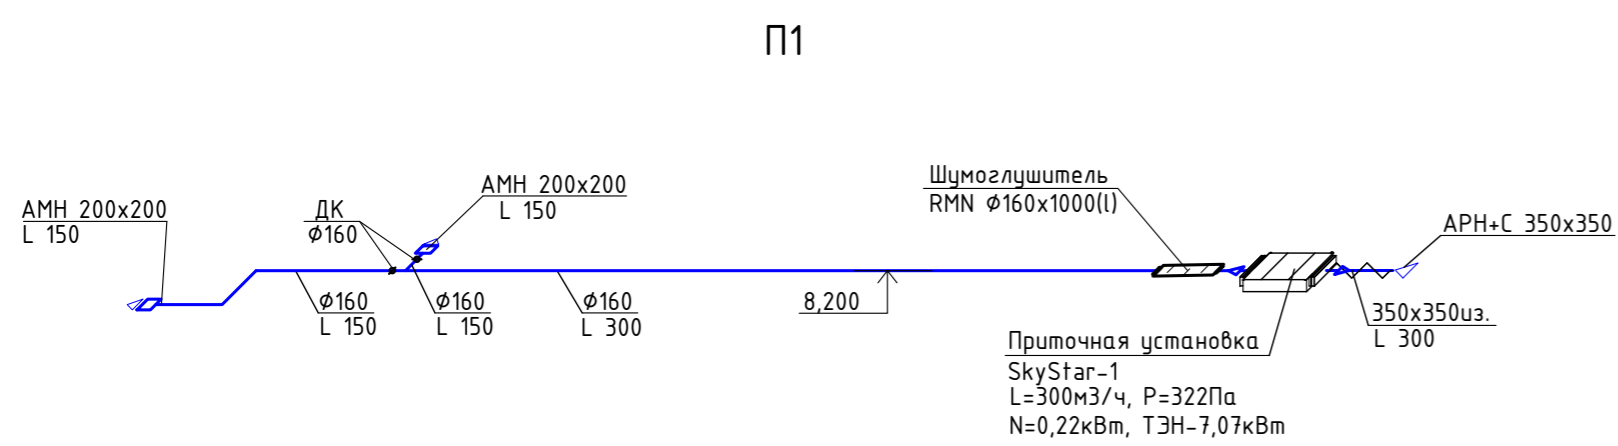 П1
АМН 200х200
L 150
ДК
Ø160
АМН 200х200
L 150
Шумоглушитель
RMN Ø160х1000(l)
АРН+С 350х350
Ø160
L 150
Ø160
L 150
Ø160
L 300
8,200
350х350из.
L 300
Приточная установка
SkyStar-1
L=300м3/ч, P=322Па
N=0,22кВт, ТЭН-7,07кВт